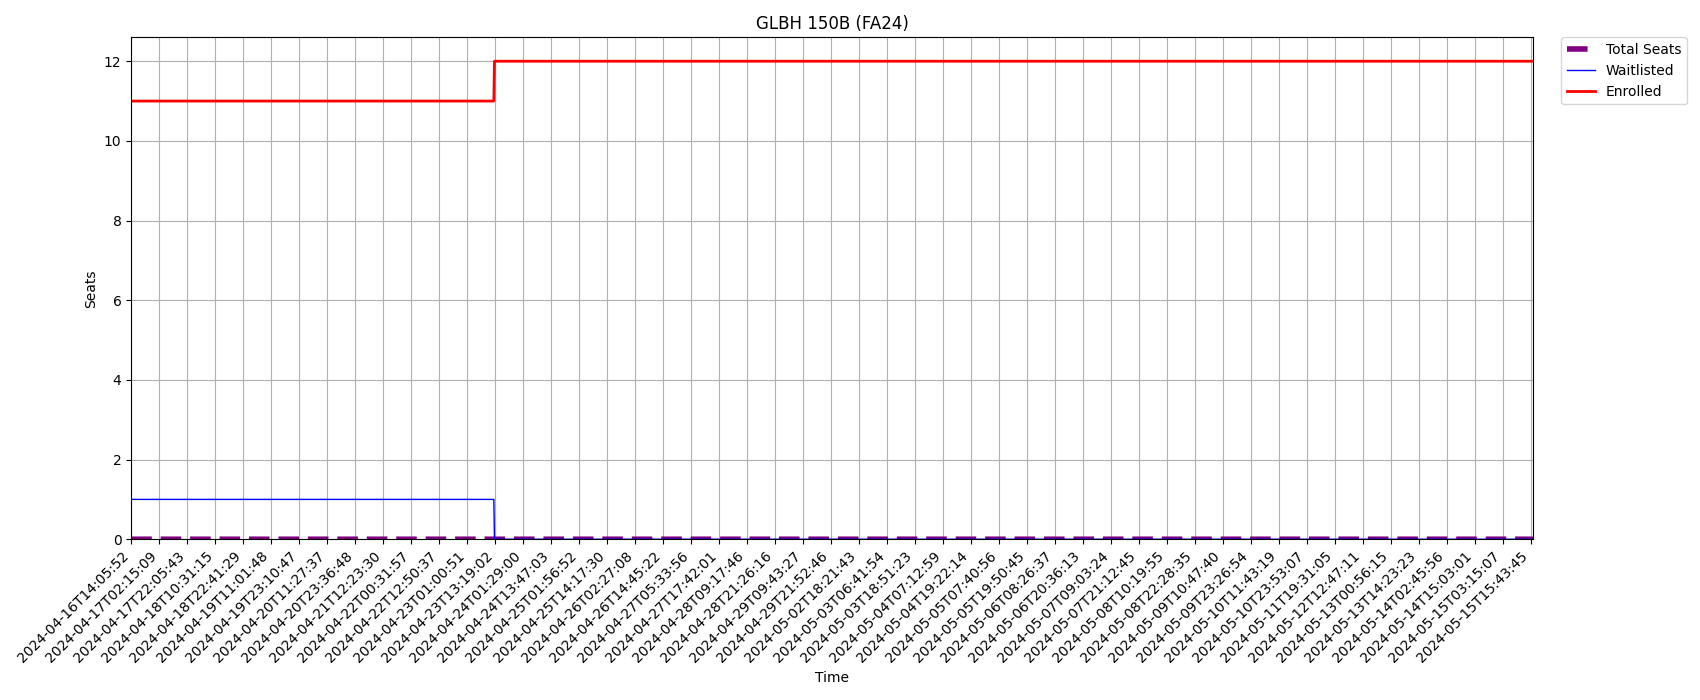 GLBH 150B (FA24)
Total Seats
Waitlisted
Enrolled
12
10
8
6
4
2
0
Seats
2024-04-16T14:05:52
2024-04-17T02:15:09
2024-04-17T22:05:43
2024-04-18T10:31:15
2024-04-18T22:41:29
2024-04-19T11:01:48
2024-04-19T23:10:47
2024-04-20T11:27:37
2024-04-20T23:36:48
2024-04-21T12:23:30
2024-04-22T00:31:57
2024-04-22T12:50:37
2024-04-23T01:00:51
2024-04-23T13:19:02
2024-04-24T01:29:00
2024-04-24T13:47:03
2024-04-25T01:56:52
2024-04-25T14:17:30
2024-04-26T02:27:08
2024-04-26T14:45:22
2024-04-27T05:33:56
2024-04-27T17:42:01
2024-04-28T09:17:46
2024-04-28T21:26:16
2024-04-29T09:43:27
2024-04-29T21:52:46
2024-05-02T18:21:43
2024-05-03T06:41:54
2024-05-03T18:51:23
2024-05-04T07:12:59
2024-05-04T19:22:14
2024-05-05T07:40:56
2024-05-05T19:50:45
2024-05-06T08:26:37
2024-05-06T20:36:13
2024-05-07T09:03:24
2024-05-07T21:12:45
2024-05-08T10:19:55
2024-05-08T22:28:35
2024-05-09T10:47:40
2024-05-09T23:26:54
2024-05-10T11:43:19
2024-05-10T23:53:07
2024-05-11T19:31:05
2024-05-12T12:47:11
2024-05-13T00:56:15
2024-05-13T14:23:23
2024-05-14T02:45:56
2024-05-14T15:03:01
2024-05-15T03:15:07
2024-05-15T15:43:45
Time